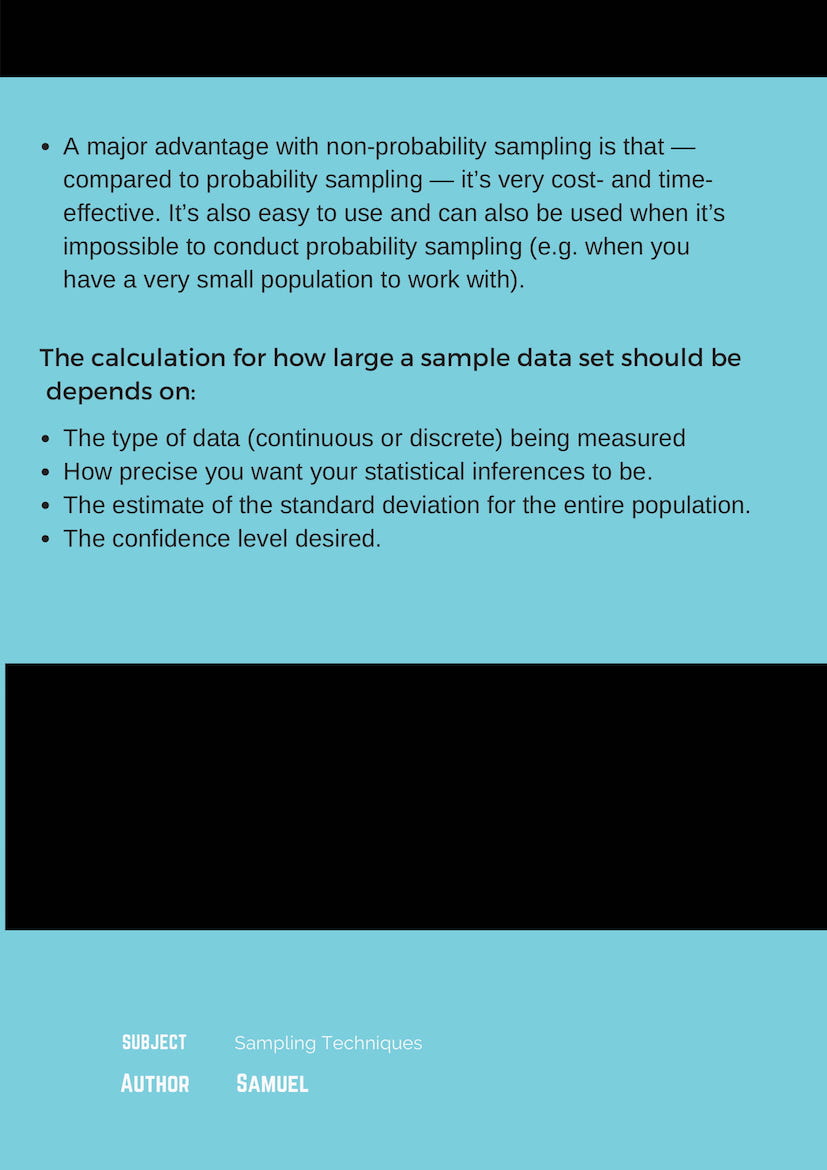 • A major advantage with non-probability sampling is that —
compared to probability sampling — it’s very cost- and time-
effective. It’s also easy to use and can also be used when it’s
impossible to conduct probability sampling (e.g. when you
have a very small population to work with).
The calculation for how large a sample data set should be
depends on:
• The type of data (continuous or discrete) being measured
• How precise you want your statistical inferences to be.
• The estimate of the standard deviation for the entire population.
• The confidence level desired.
SUBJECT Sampling Techniques
AUTHOR SAMUEL